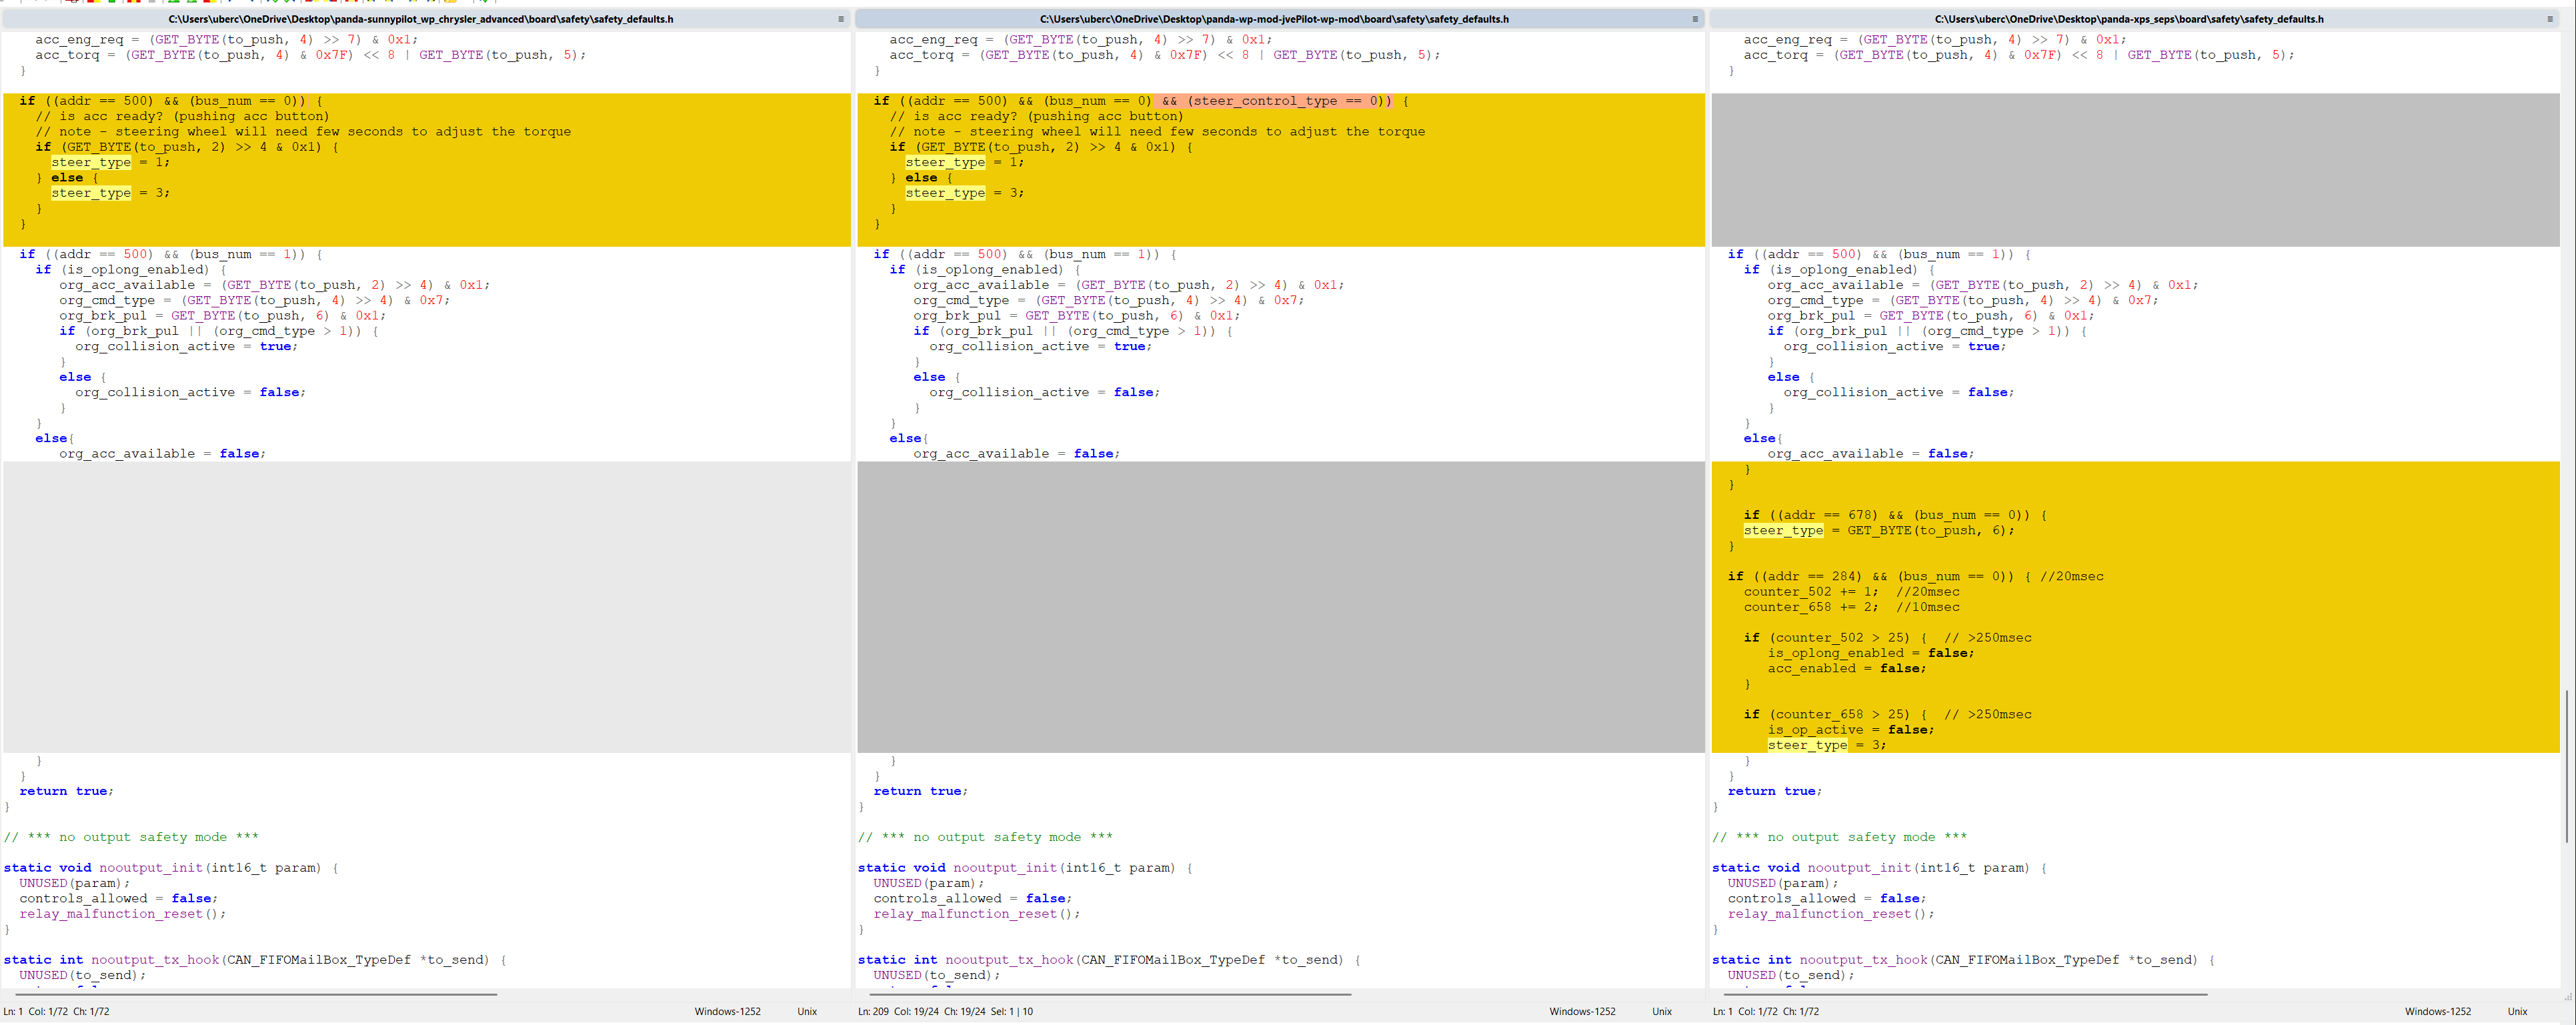 C:\Users\uberc\OneDrive\Desktop\panda-sunnypilot_wp_chrysler_advanced\board\safety\safety_defaults.h
    acc_eng_req = (GET_BYTE(to_push, 4) >> 7) & 0x1;
    acc_torq = (GET_BYTE(to_push, 4) & 0x7F) << 8 | GET_BYTE(to_push, 5);
  }
  if ((addr == 500) && (bus_num == 0)) {
    // is acc ready? (pushing acc button)
    // note - steering wheel will need few seconds to adjust the torque
    if (GET_BYTE(to_push, 2) >> 4 & 0x1) {
      steer_type = 1;
    } else {
      steer_type = 3;
    }
  }
  if ((addr == 500) && (bus_num == 1)) {
    if (is_oplong_enabled) {
       org_acc_available = (GET_BYTE(to_push, 2) >> 4) & 0x1;
       org_cmd_type = (GET_BYTE(to_push, 4) >> 4) & 0x7;
       org_brk_pul = GET_BYTE(to_push, 6) & 0x1;
       if (org_brk_pul || (org_cmd_type > 1)) {
         org_collision_active = true;
       }
       else {
         org_collision_active = false;
       }
    }
    else{
       org_acc_available = false;
    }
  }
  return true;
}
// *** no output safety mode ***
static void nooutput_init(int16_t param) {
  UNUSED(param);
  controls_allowed = false;
  relay_malfunction_reset();
}
static int nooutput_tx_hook(CAN_FIFOMailBox_TypeDef *to_send) {
  UNUSED(to_send);
Ln: 1 Col: 1/72 Ch: 1/72
Windows-1252
Unix
C:\Users\uberc\OneDrive\Desktop\panda-wp-mod-jvePilot-wp-mod\board\safety\safety_defaults.h
    acc_eng_req = (GET_BYTE(to_push, 4) >> 7) & 0x1;
    acc_torq = (GET_BYTE(to_push, 4) & 0x7F) << 8 | GET_BYTE(to_push, 5);
  }
  if ((addr == 500) && (bus_num == 0) && (steer_control_type == 0)) {
    // is acc ready? (pushing acc button)
    // note - steering wheel will need few seconds to adjust the torque
    if (GET_BYTE(to_push, 2) >> 4 & 0x1) {
      steer_type = 1;
    } else {
      steer_type = 3;
    }
  }
  if ((addr == 500) && (bus_num == 1)) {
    if (is_oplong_enabled) {
       org_acc_available = (GET_BYTE(to_push, 2) >> 4) & 0x1;
       org_cmd_type = (GET_BYTE(to_push, 4) >> 4) & 0x7;
       org_brk_pul = GET_BYTE(to_push, 6) & 0x1;
       if (org_brk_pul || (org_cmd_type > 1)) {
         org_collision_active = true;
       }
       else {
         org_collision_active = false;
       }
    }
    else{
       org_acc_available = false;
    }
  }
  return true;
}
// *** no output safety mode ***
static void nooutput_init(int16_t param) {
  UNUSED(param);
  controls_allowed = false;
  relay_malfunction_reset();
}
static int nooutput_tx_hook(CAN_FIFOMailBox_TypeDef *to_send) {
  UNUSED(to_send);
Ln: 209 Col: 19/24 Ch: 19/24 Sel: 1 | 10
Windows-1252
Unix
C:\Users\uberc\OneDrive\Desktop\panda-xps_seps\board\safety\safety_defaults.h
    acc_eng_req = (GET_BYTE(to_push, 4) >> 7) & 0x1;
    acc_torq = (GET_BYTE(to_push, 4) & 0x7F) << 8 | GET_BYTE(to_push, 5);
  }
  if ((addr == 500) && (bus_num == 1)) {
    if (is_oplong_enabled) {
       org_acc_available = (GET_BYTE(to_push, 2) >> 4) & 0x1;
       org_cmd_type = (GET_BYTE(to_push, 4) >> 4) & 0x7;
       org_brk_pul = GET_BYTE(to_push, 6) & 0x1;
       if (org_brk_pul || (org_cmd_type > 1)) {
         org_collision_active = true;
       }
       else {
         org_collision_active = false;
       }
    }
    else{
       org_acc_available = false;
    }
  }
    if ((addr == 678) && (bus_num == 0)) {
    steer_type = GET_BYTE(to_push, 6);
  }
  if ((addr == 284) && (bus_num == 0)) { //20msec
    counter_502 += 1;  //20msec
    counter_658 += 2;  //10msec
    if (counter_502 > 25) {  // >250msec
       is_oplong_enabled = false;
       acc_enabled = false;
    }
    if (counter_658 > 25) {  // >250msec
       is_op_active = false;
       steer_type = 3;
    }
  }
  return true;
}
// *** no output safety mode ***
static void nooutput_init(int16_t param) {
  UNUSED(param);
  controls_allowed = false;
  relay_malfunction_reset();
}
static int nooutput_tx_hook(CAN_FIFOMailBox_TypeDef *to_send) {
  UNUSED(to_send);
Ln: 1 Col: 1/72 Ch: 1/72
Windows-1252
Unix